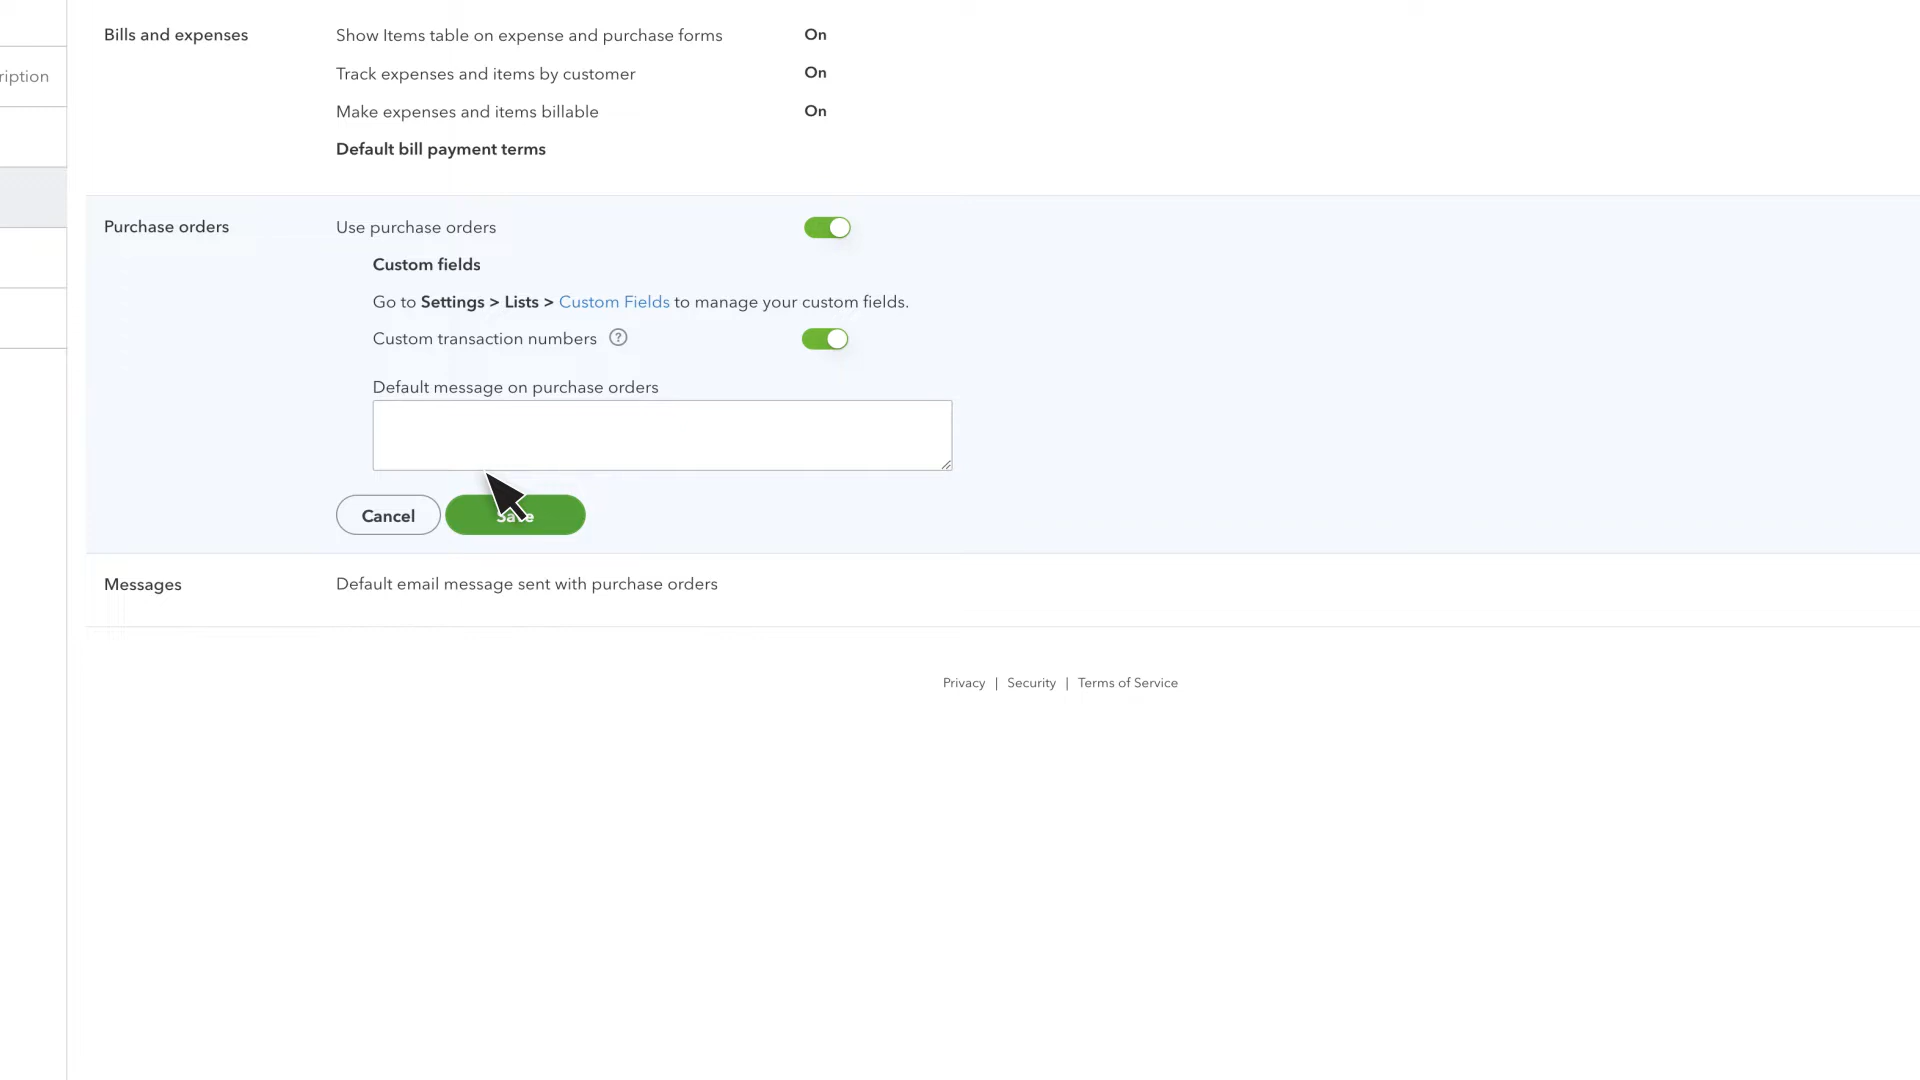 Bills and expenses
Show Items table on expense and purchase forms On
Track expenses and items by customer On
ription
Make expenses and items billable On
Default bill payment terms
Purchase orders
Use purchase orders
Custom fields
Go to Settings > Lists > Custom Fields to manage your custom fields.
Custom transaction numbers ?
Default message on purchase orders
Cancel Save
Messages
Default email message sent with purchase orders
Privacy | Security | Terms of Service